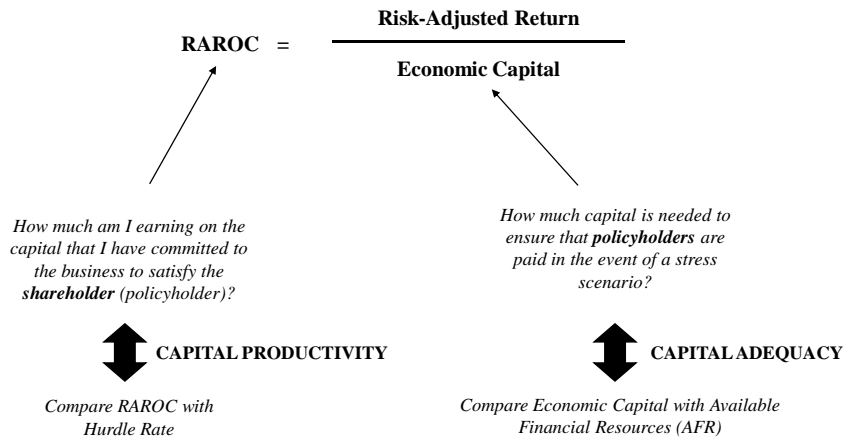 Risk-Adjusted Return
RAROC =
Economic Capital
How much am I earning on the
capital that I have committed to
the business to satisfy the
shareholder (policyholder)?
How much capital is needed to
ensure that policyholders are
paid in the event of a stress
scenario?
CAPITAL PRODUCTIVITY
CAPITAL ADEQUACY
Compare RAROC with
Hurdle Rate
Compare Economic Capital with Available
Financial Resources (AFR)